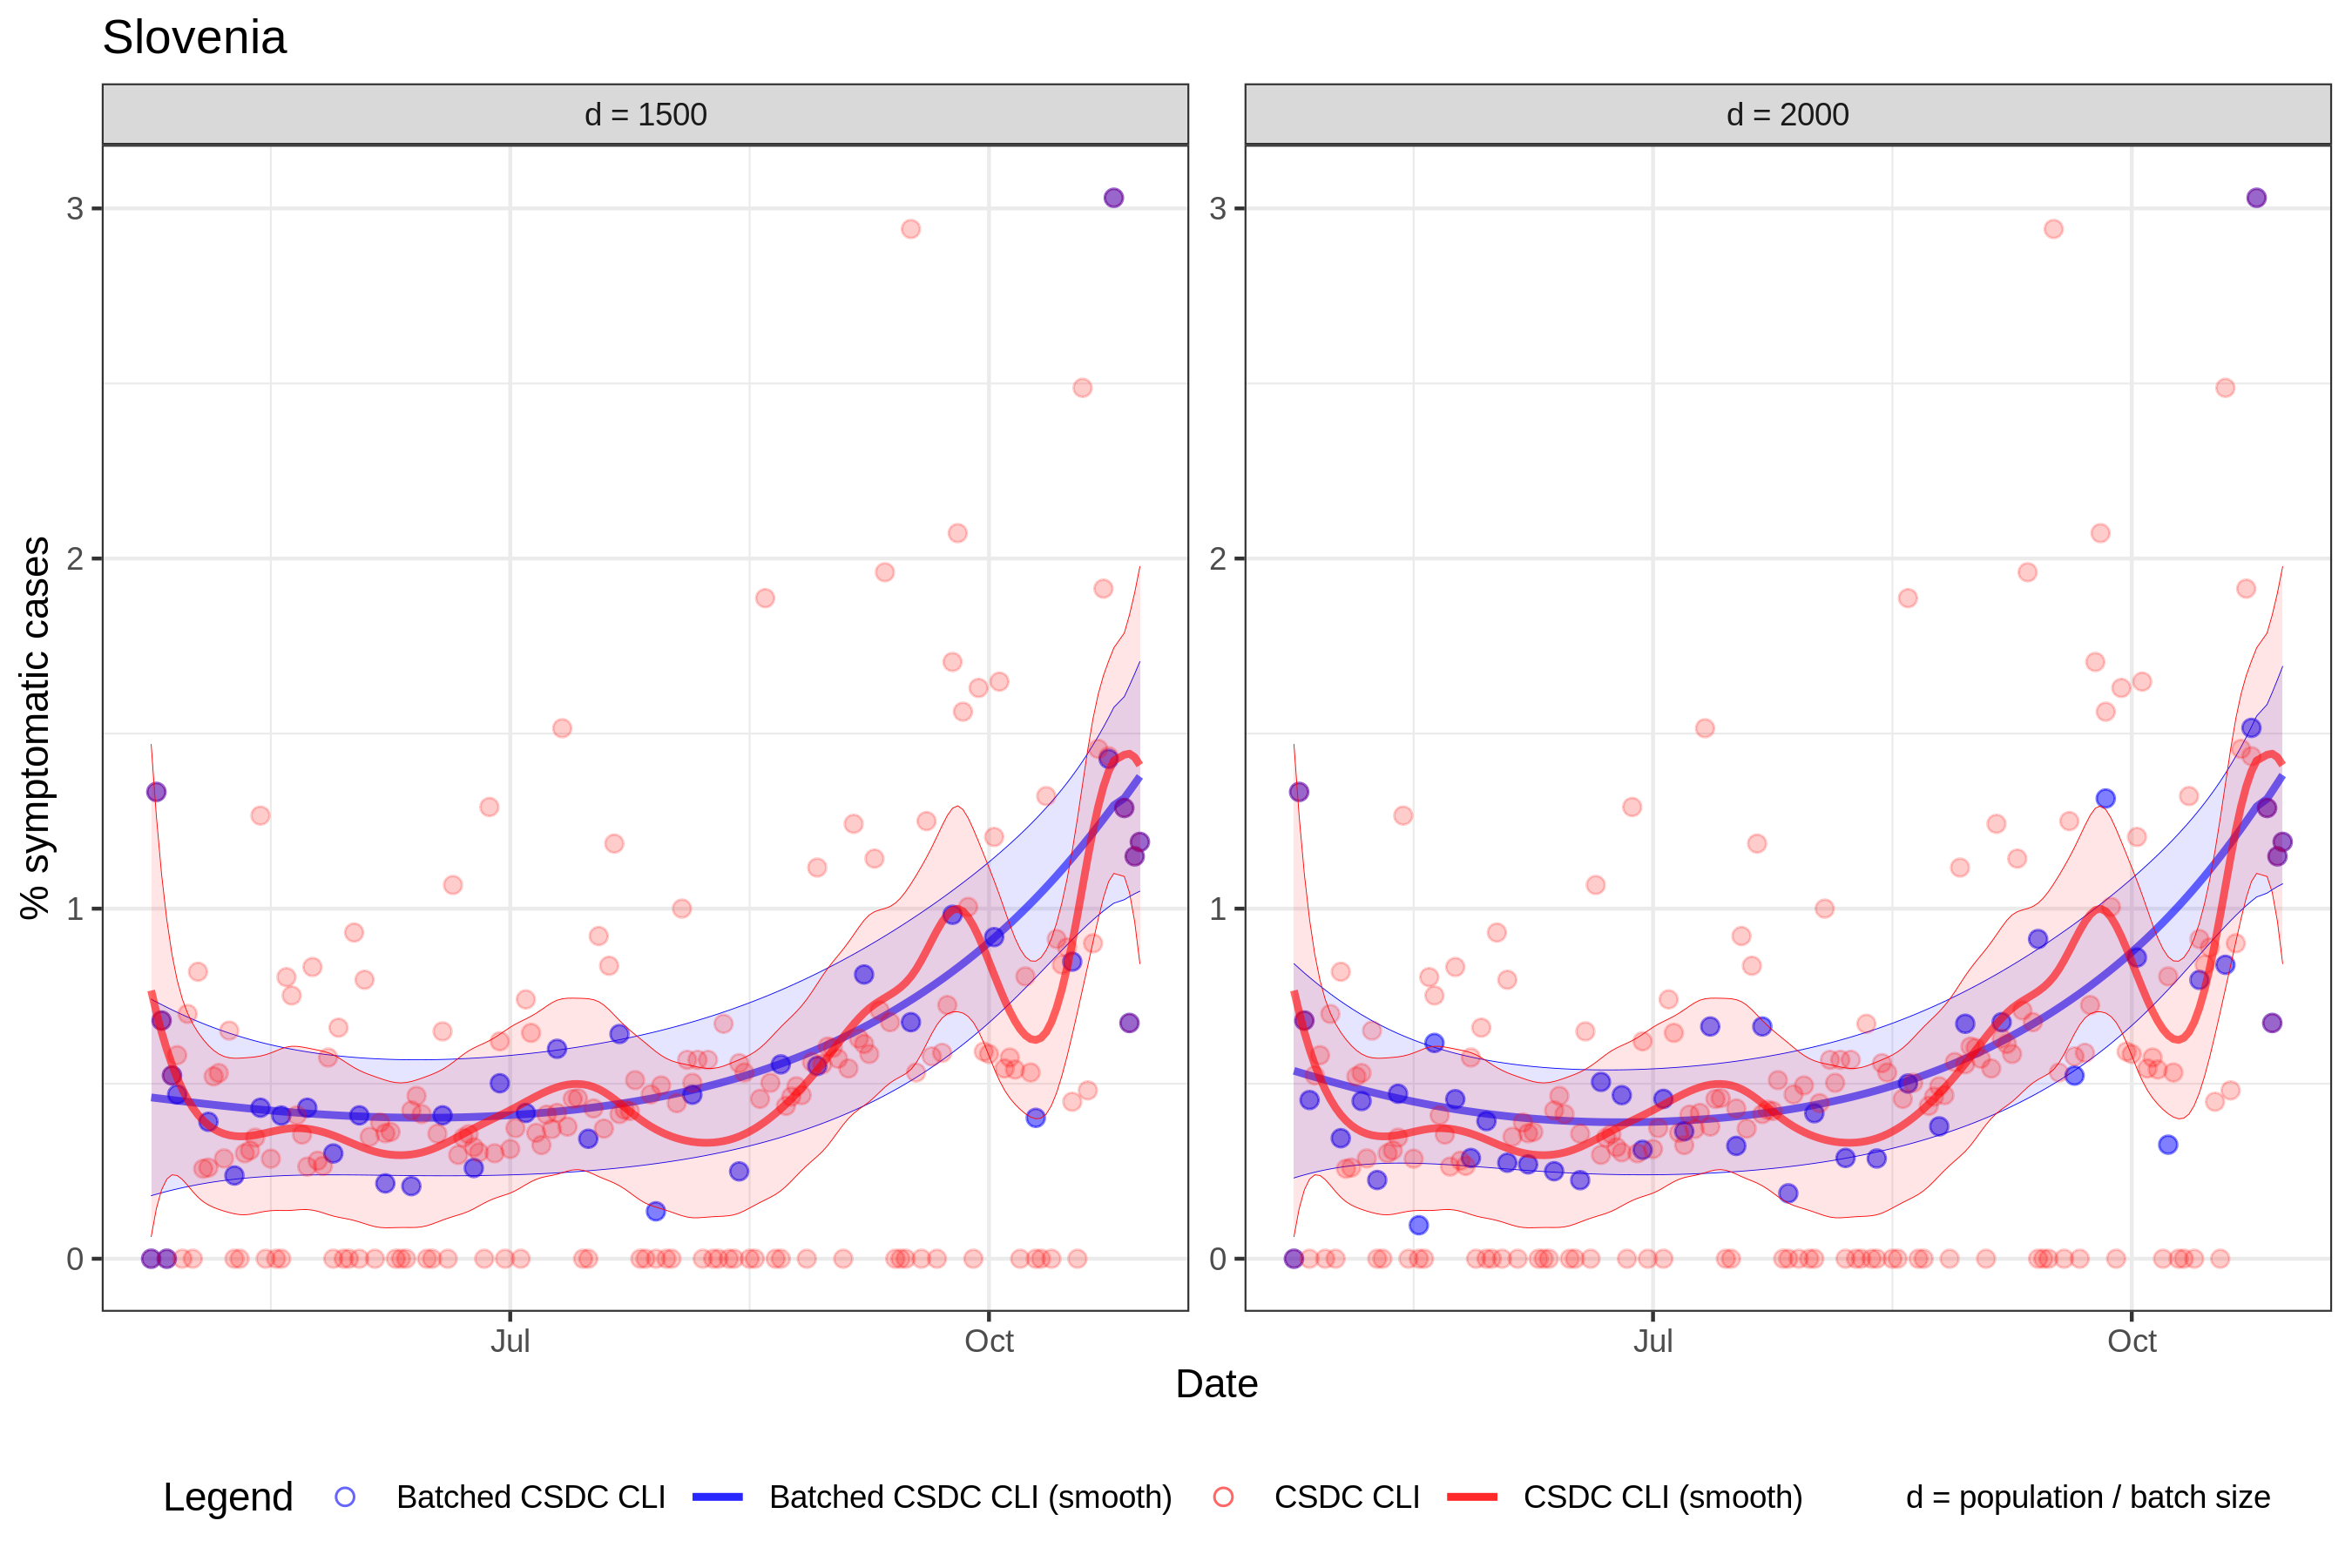 Slovenia
d = 1500
d = 2000
% symptomatic cases
3
2
1
0
3
2
1
0
Jul
Oct
Jul
Oct
Date
Legend
Batched CSDC CLI
Batched CSDC CLI (smooth)
CSDC CLI
CSDC CLI (smooth)
d = population / batch size